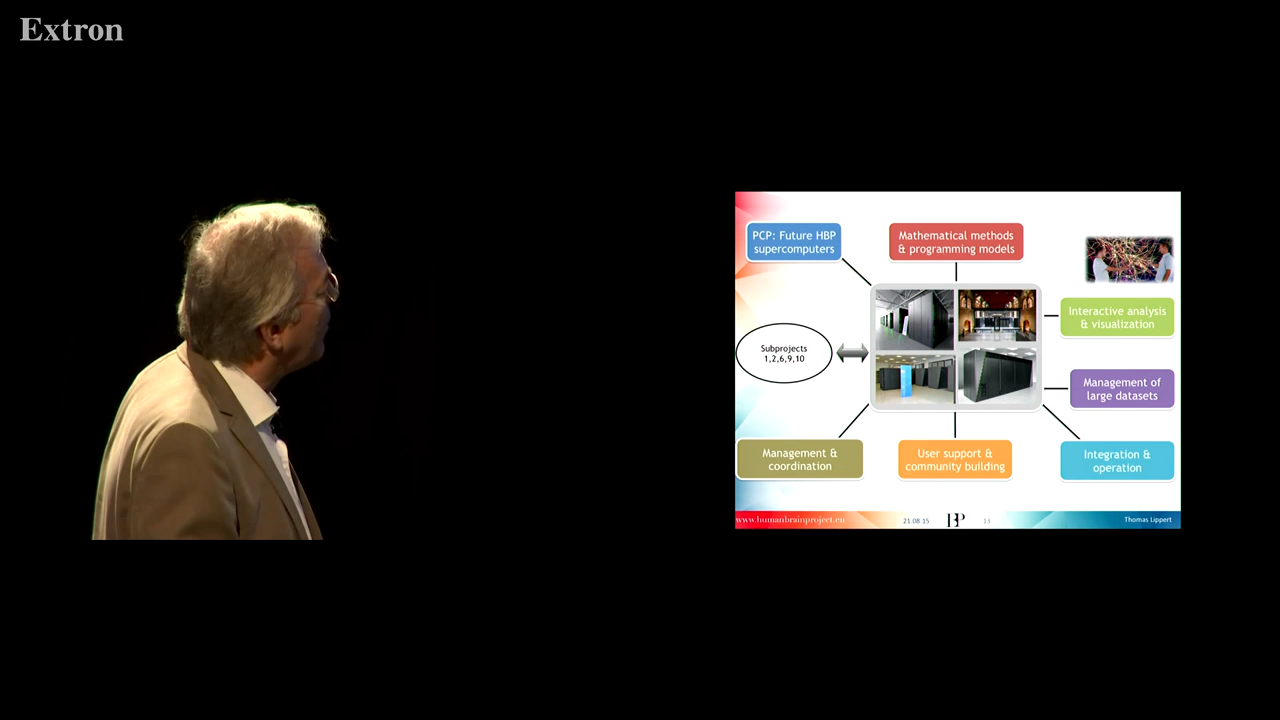 Extron
PCP: Future HBP
supercomputers
Mathematical methods
& programming models
Interactive analysis
& visualization
Subprojects
1,2,6,9,10
Management of
large datasets
Management &
coordination
User support &
community building
Integration &
operation
www.humanbrainproject.eu
21.08.15
HBP
13
Thomas Lippert